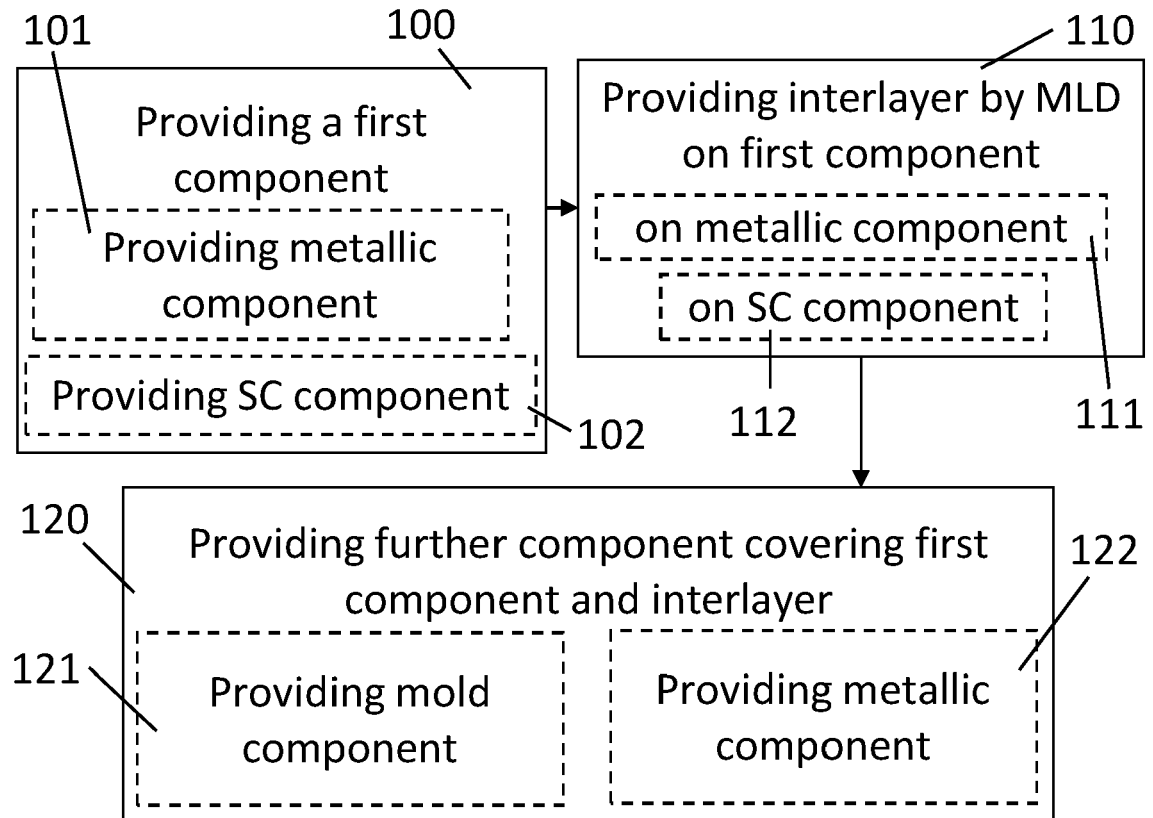 101
100
Providing a first
component
Providing metallic
component
Providing SC component
102
110
Providing interlayer by MLD
on first component
on metallic component
on SC component
112
111
120
Providing further component covering first
component and interlayer
122
121
Providing mold
component
Providing metallic
component